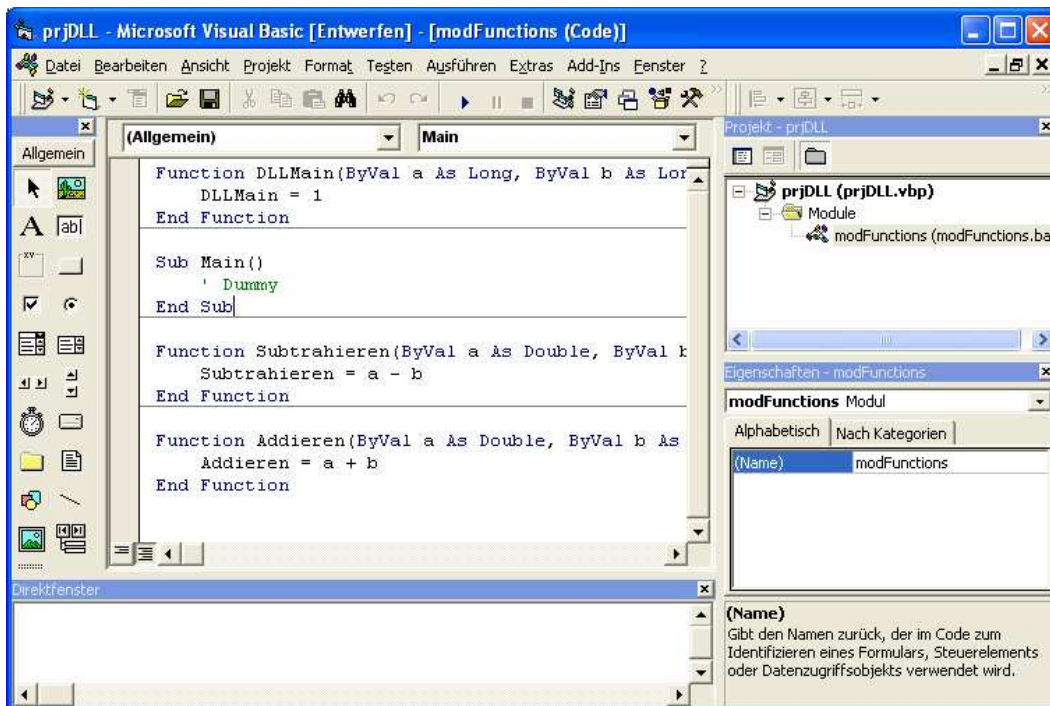 prjDLL - Microsoft Visual Basic [Entwerfen] - [modFunctions (Code)]
Datei Bearbeiten Ansicht Projekt Format Testen Ausführen Extras Add-Ins Fenster ?
Allgemein
(Allgemein) Main
Function DLLMain(ByVal a As Long, ByVal b As Lon
DLLMain = 1
End Function
Sub Main()
' Dummy
End Sub
Function Subtrahieren(ByVal a As Double, ByVal b
Subtrahieren = a - b
End Function
Function Addieren(ByVal a As Double, ByVal b As
Addieren = a + b
End Function
Direktfenster
Projekt - prjDLL
prjDLL (prjDLL.vbp)
Module
modFunctions (modFunctions.ba
Eigenschaften - modFunctions
modFunctions Modul
Alphabetisch Nach Kategorien
(Name) modFunctions
(Name)
Gibt den Namen zurück, der im Code zum
Identifizieren eines Formulars, Steuerelements
oder Datenzugriffsobjekts verwendet wird.